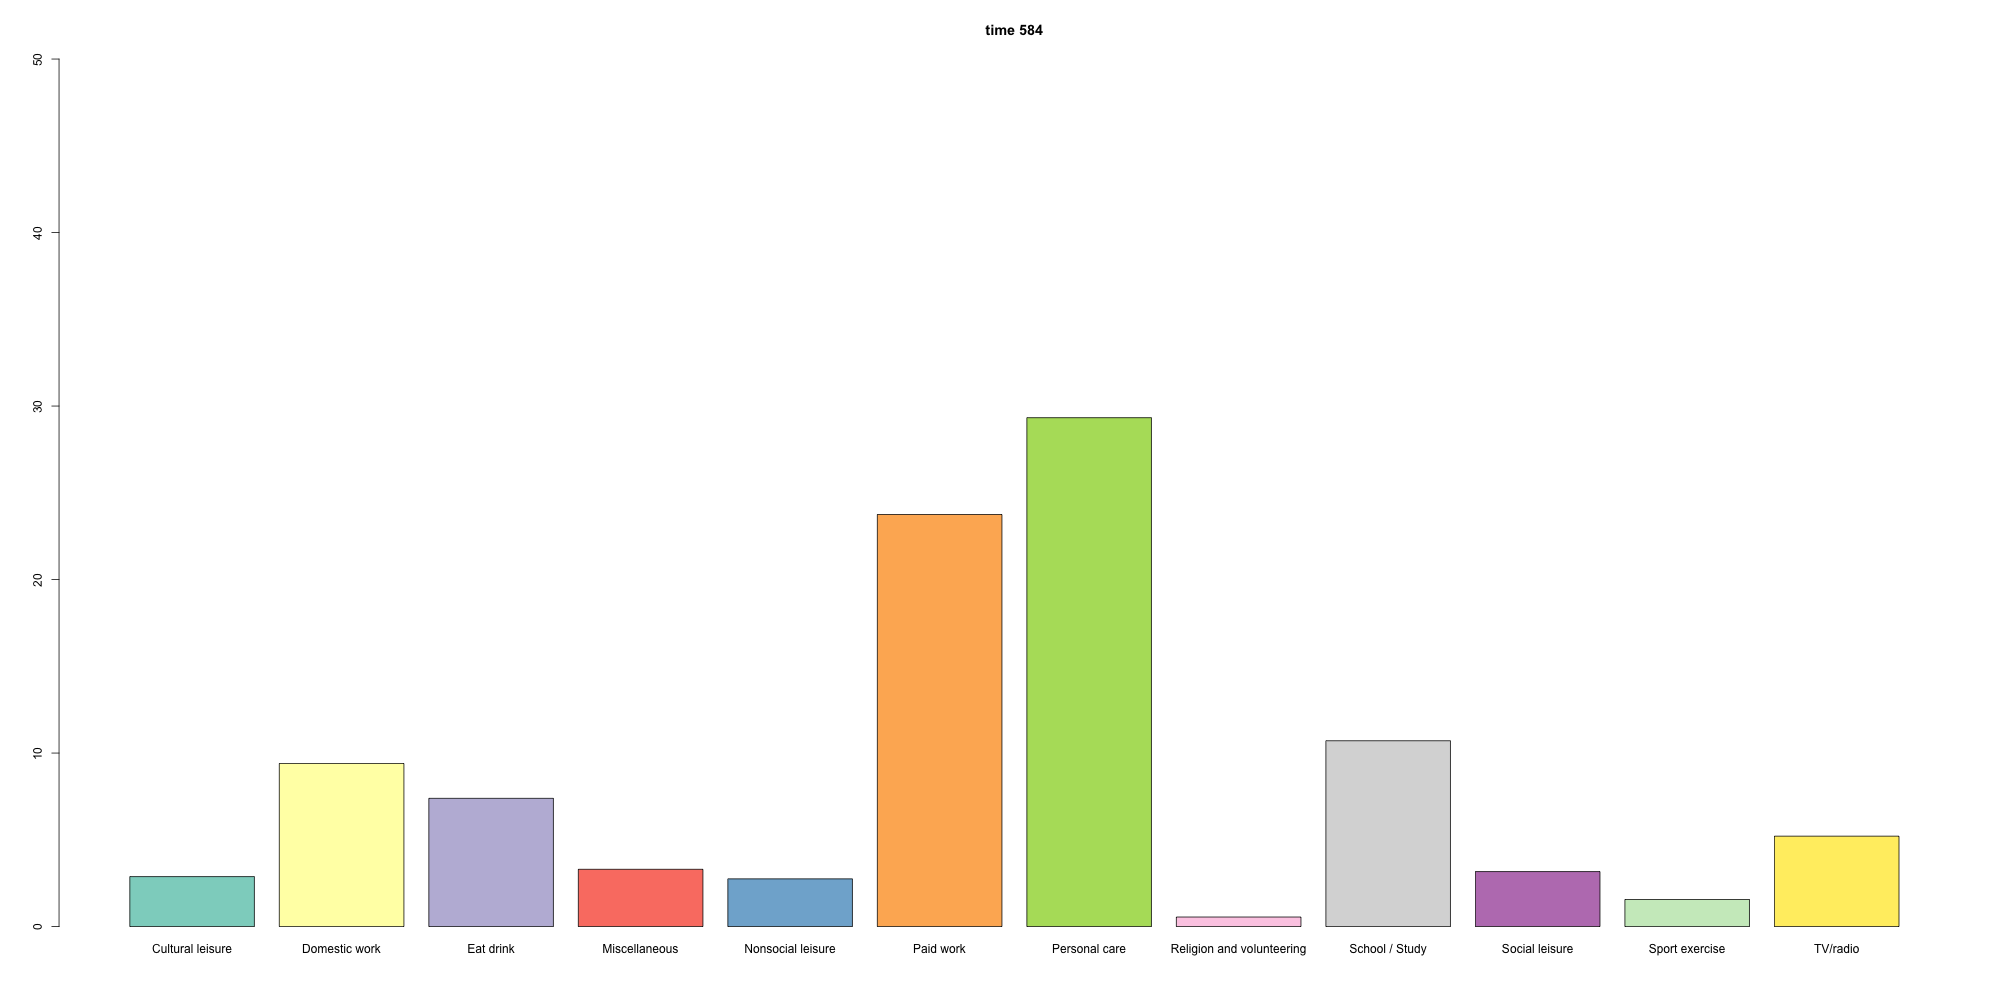 time 584
50
40
30
20
10
0
Cultural leisure
Domestic work
Eat drink
Miscellaneous
Nonsocial leisure
Paid work
Personal care
Religion and volunteering
School / Study
Social leisure
Sport exercise
TV/radio